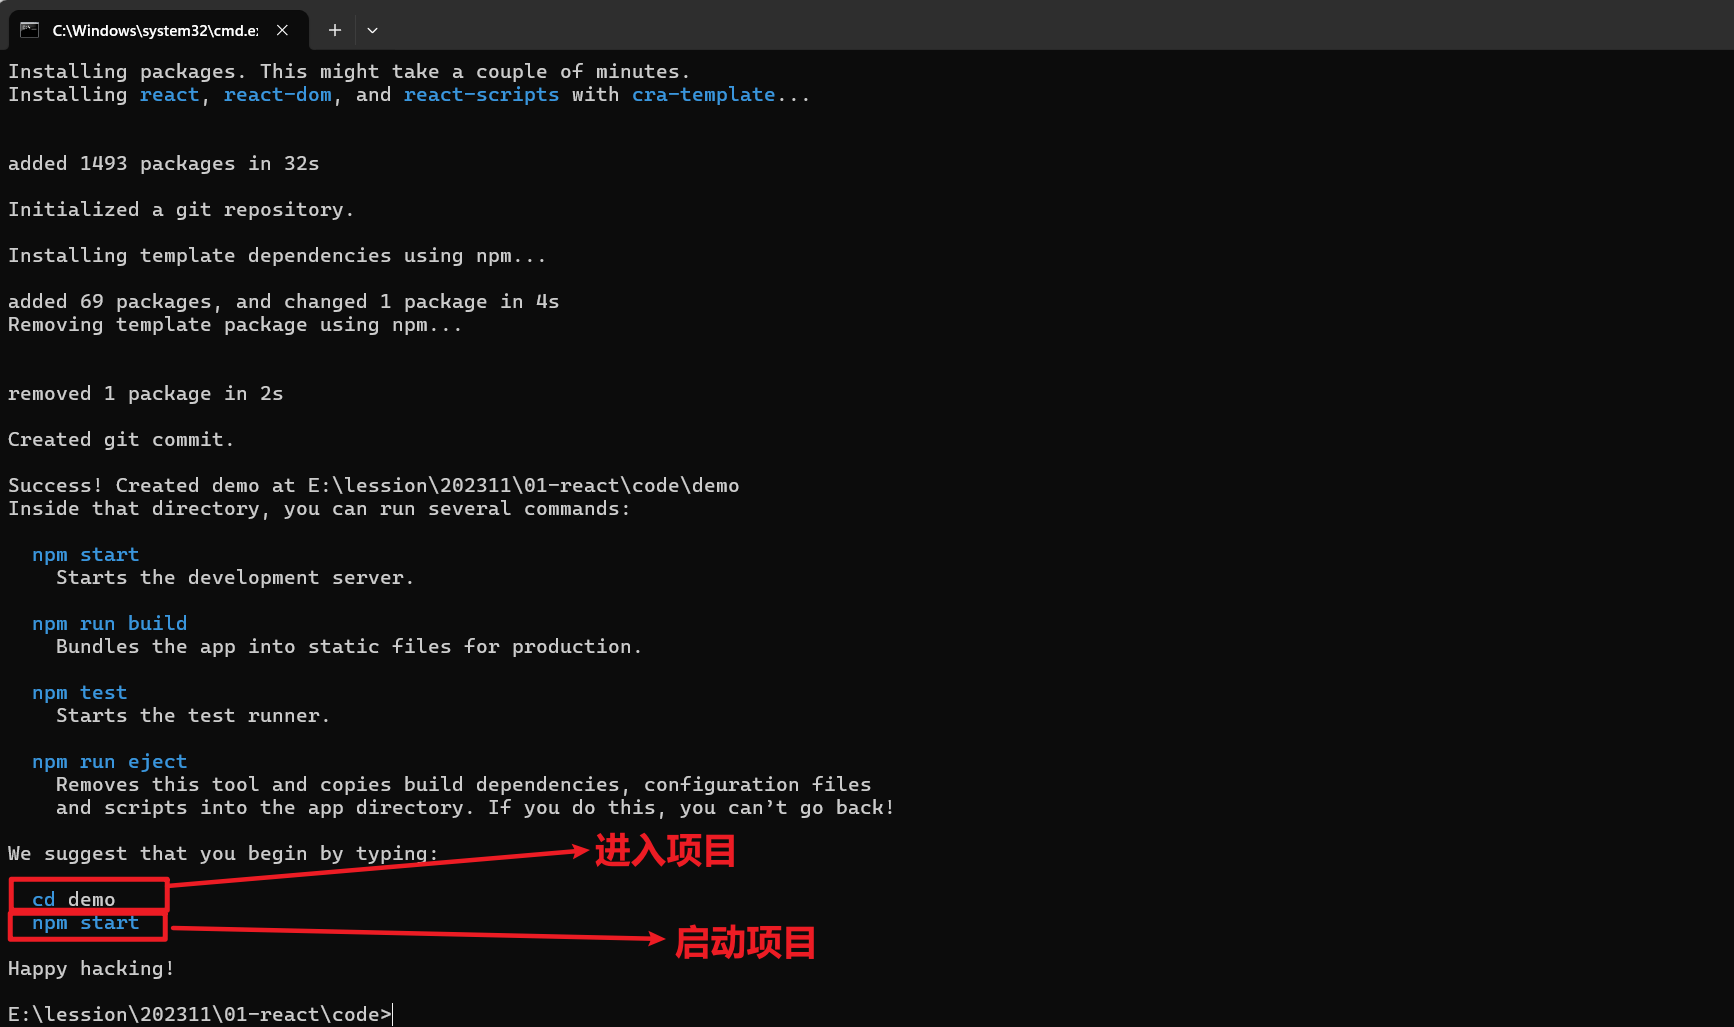 C:\Windows\system32\cmd.e
Installing packages. This might take a couple of minutes.
Installing react, react-dom, and react-scripts with cra-template...
added 1493 packages in 32s
Initialized a git repository.
Installing template dependencies using npm...
added 69 packages, and changed 1 package in 4s
Removing template package using npm...
removed 1 package in 2s
Created git commit.
Success! Created demo at E:\lession\202311\01-react\code\demo
Inside that directory, you can run several commands:
npm start
Starts the development server.
npm run build
Bundles the app into static files for production.
npm test
Starts the test runner.
npm run eject
Removes this tool and copies build dependencies, configuration files
and scripts into the app directory. If you do this, you can’t go back!
We suggest that you begin by typing:
进入项目
cd demo
npm start
启动项目
Happy hacking!
E:\lession\202311\01-react\code>